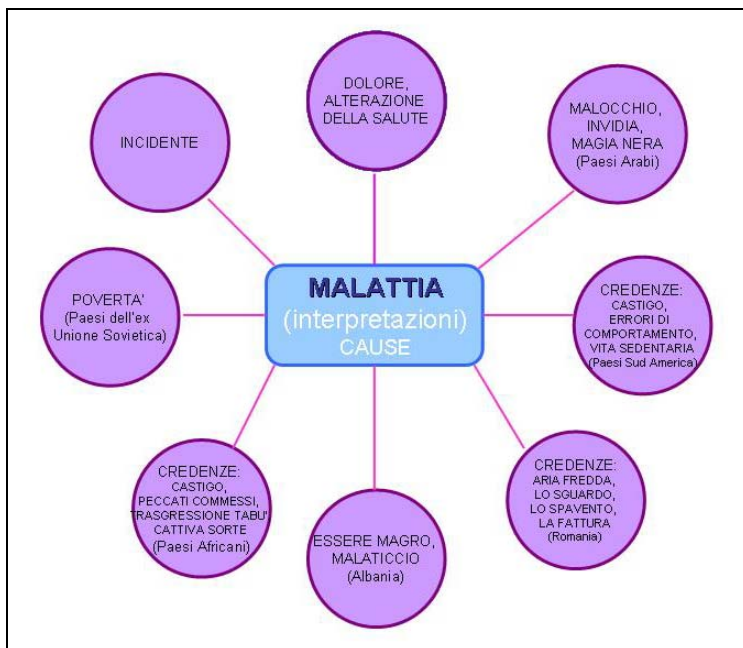 DOLORE,
ALTERAZIONE
DELLA SALUTE
MALOCCHIO,
INVIDIA,
MAGIA NERA
(Paesi Arabi)
INCIDENTE
MALATTIA
(interpretazioni)
CAUSE
POVERTA'
(Paesi dell'ex
Unione Sovietica)
CREDENZE:
CASTIGO,
ERRORI DI
COMPORTAMENTO,
VITA SEDENTARIA
(Paesi Sud America)
CREDENZE:
CASTIGO,
PECCATI COMMESSI,
TRASGRESSIONE TABU'
CATTIVA SORTE
(Paesi Africani)
ESSERE MAGRO,
MALATICCIO
(Albania)
CREDENZE:
ARIA FREDDA,
LO SGUARDO,
LO SPAVENTO,
LA FATTURA
(Romania)